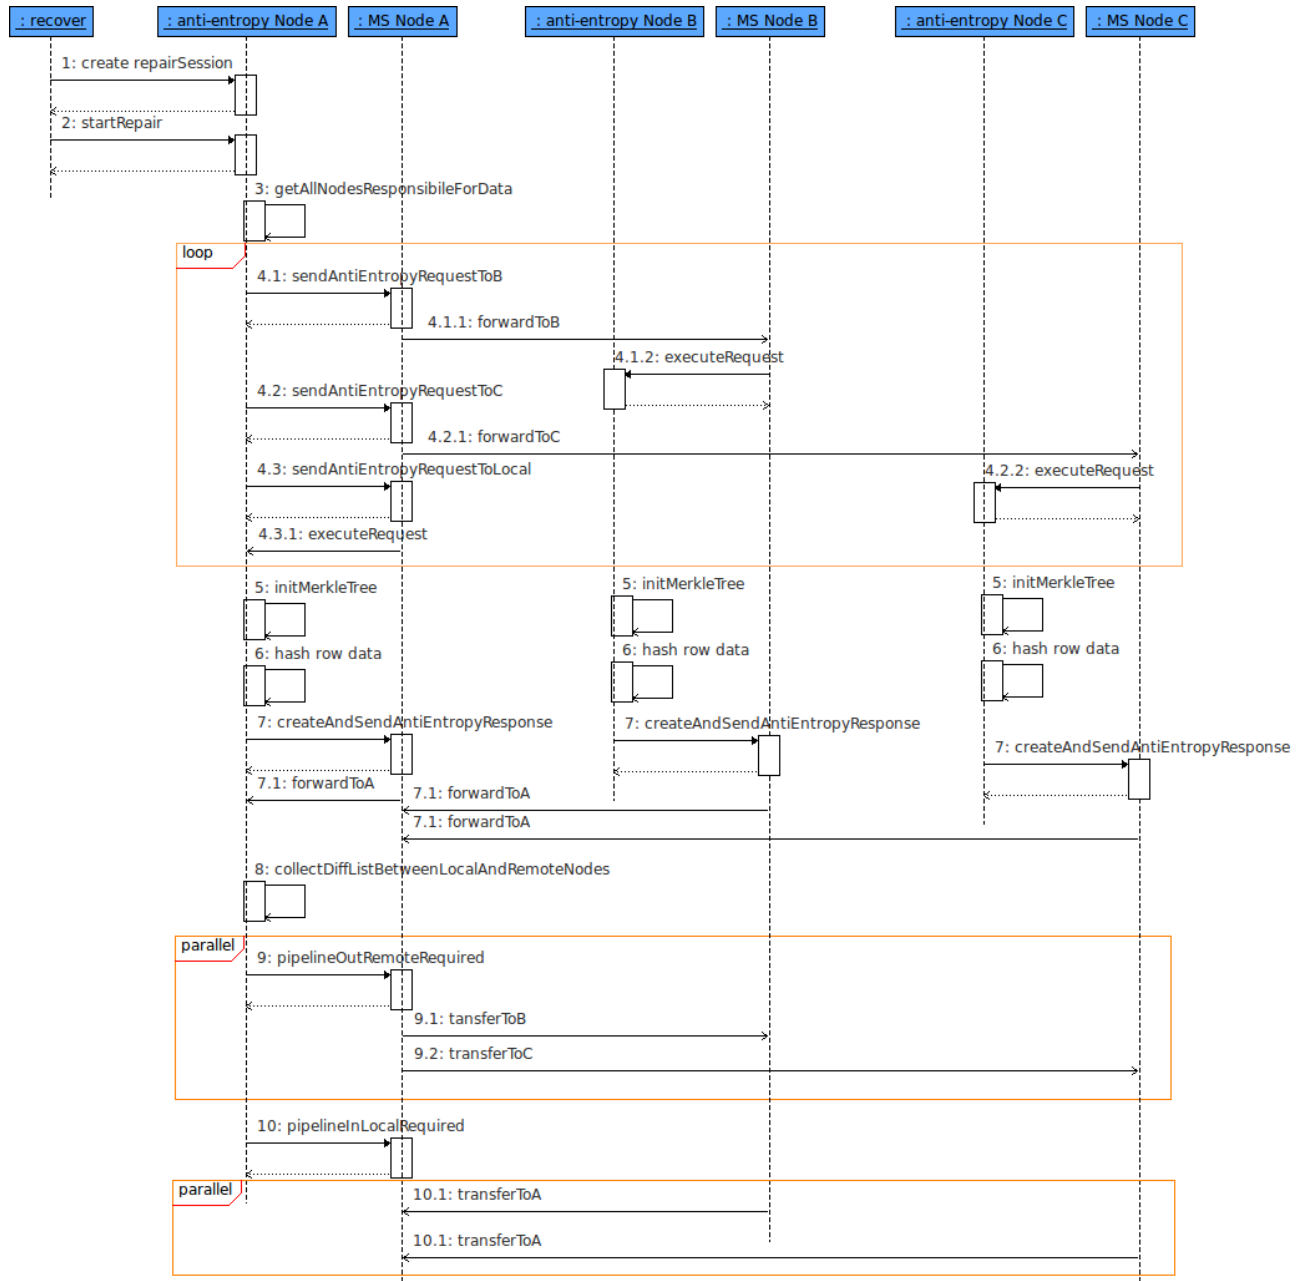 : recover
: anti-entropy Node A
: MS Node A
: anti-entropy Node B
: MS Node B
: anti-entropy Node C
: MS Node C
1: create repairSession
2: startRepair
3: getAllNodesResponsibileForData
loop
4.1: sendAntiEntropyRequestToB
4.1.1: forwardToB
4.1.2: executeRequest
4.2: sendAntiEntropyRequestToC
4.2.1: forwardToC
4.3: sendAntiEntropyRequestToLocal
4.2.2: executeRequest
4.3.1: executeRequest
5: initMerkleTree
5: initMerkleTree
5: initMerkleTree
6: hash row data
6: hash row data
6: hash row data
7: createAndSendAntiEntropyResponse
7: createAndSendAntiEntropyResponse
7: createAndSendAntiEntropyResponse
7.1: forwardToA
7.1: forwardToA
7.1: forwardToA
8: collectDiffListBetweenLocalAndRemoteNodes
parallel
9: pipelineOutRemoteRequired
9.1: tansferToB
9.2: transferToC
10: pipelineInLocalRequired
parallel
10.1: transferToA
10.1: transferToA